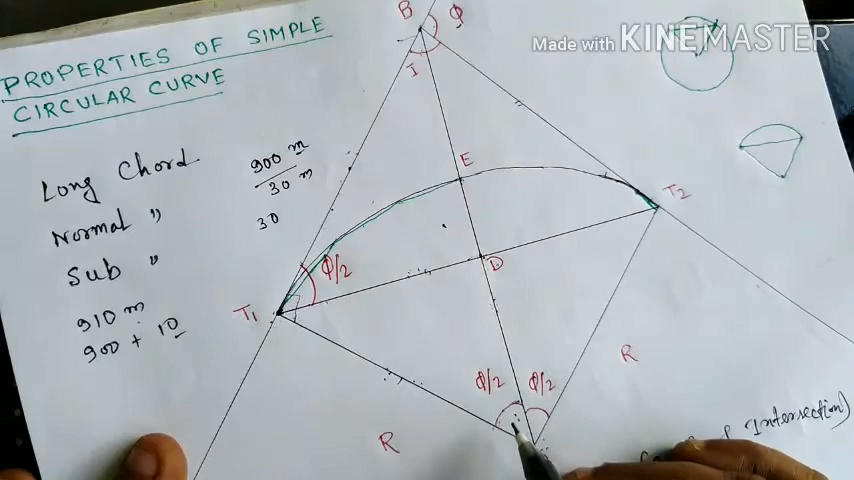 PROPERTIES OF SIMPLE
CIRCULAR CURVE
Long Chord 900 m
30 m
Normal " 30
Sub "
910 m
900 + 10
B
Φ
I
E
T2
Φ/2
D
T1
Φ/2 Φ/2
R
R
of Intersection)
Made with KINEMASTER